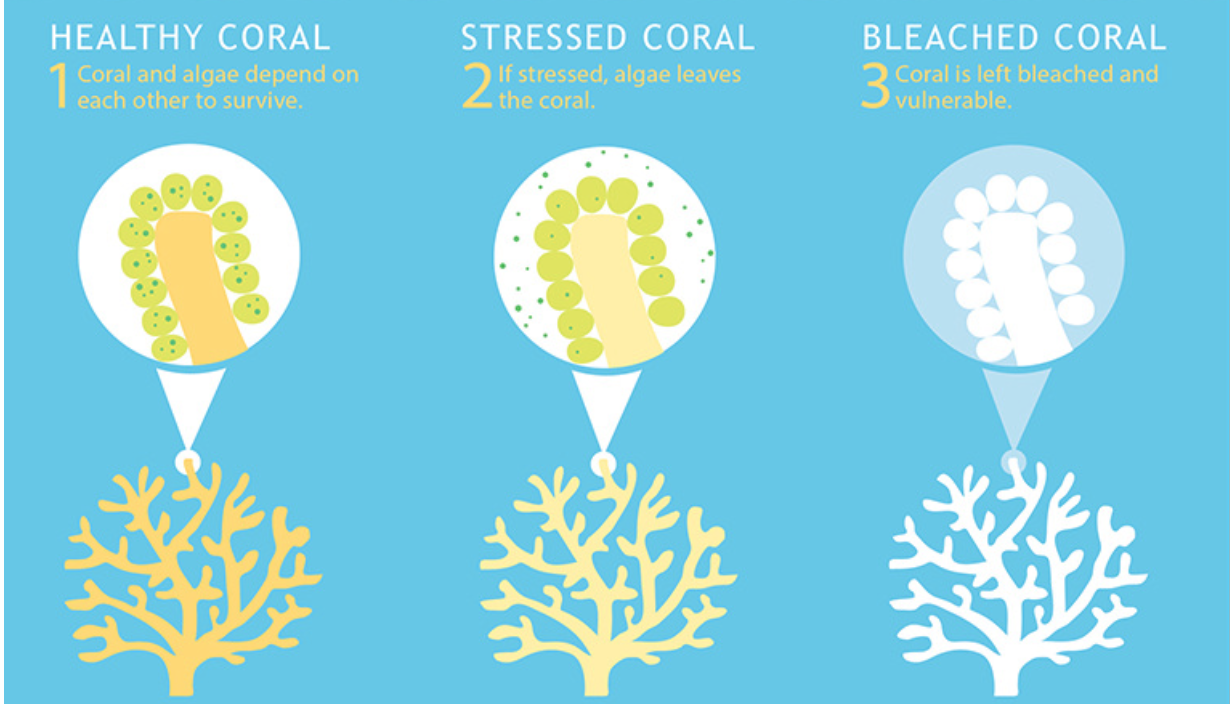 HEALTHY CORAL
1 Coral and algae depend on
each other to survive.
STRESSED CORAL
2 If stressed, algae leaves
the coral.
BLEACHED CORAL
3 Coral is left bleached and
vulnerable.